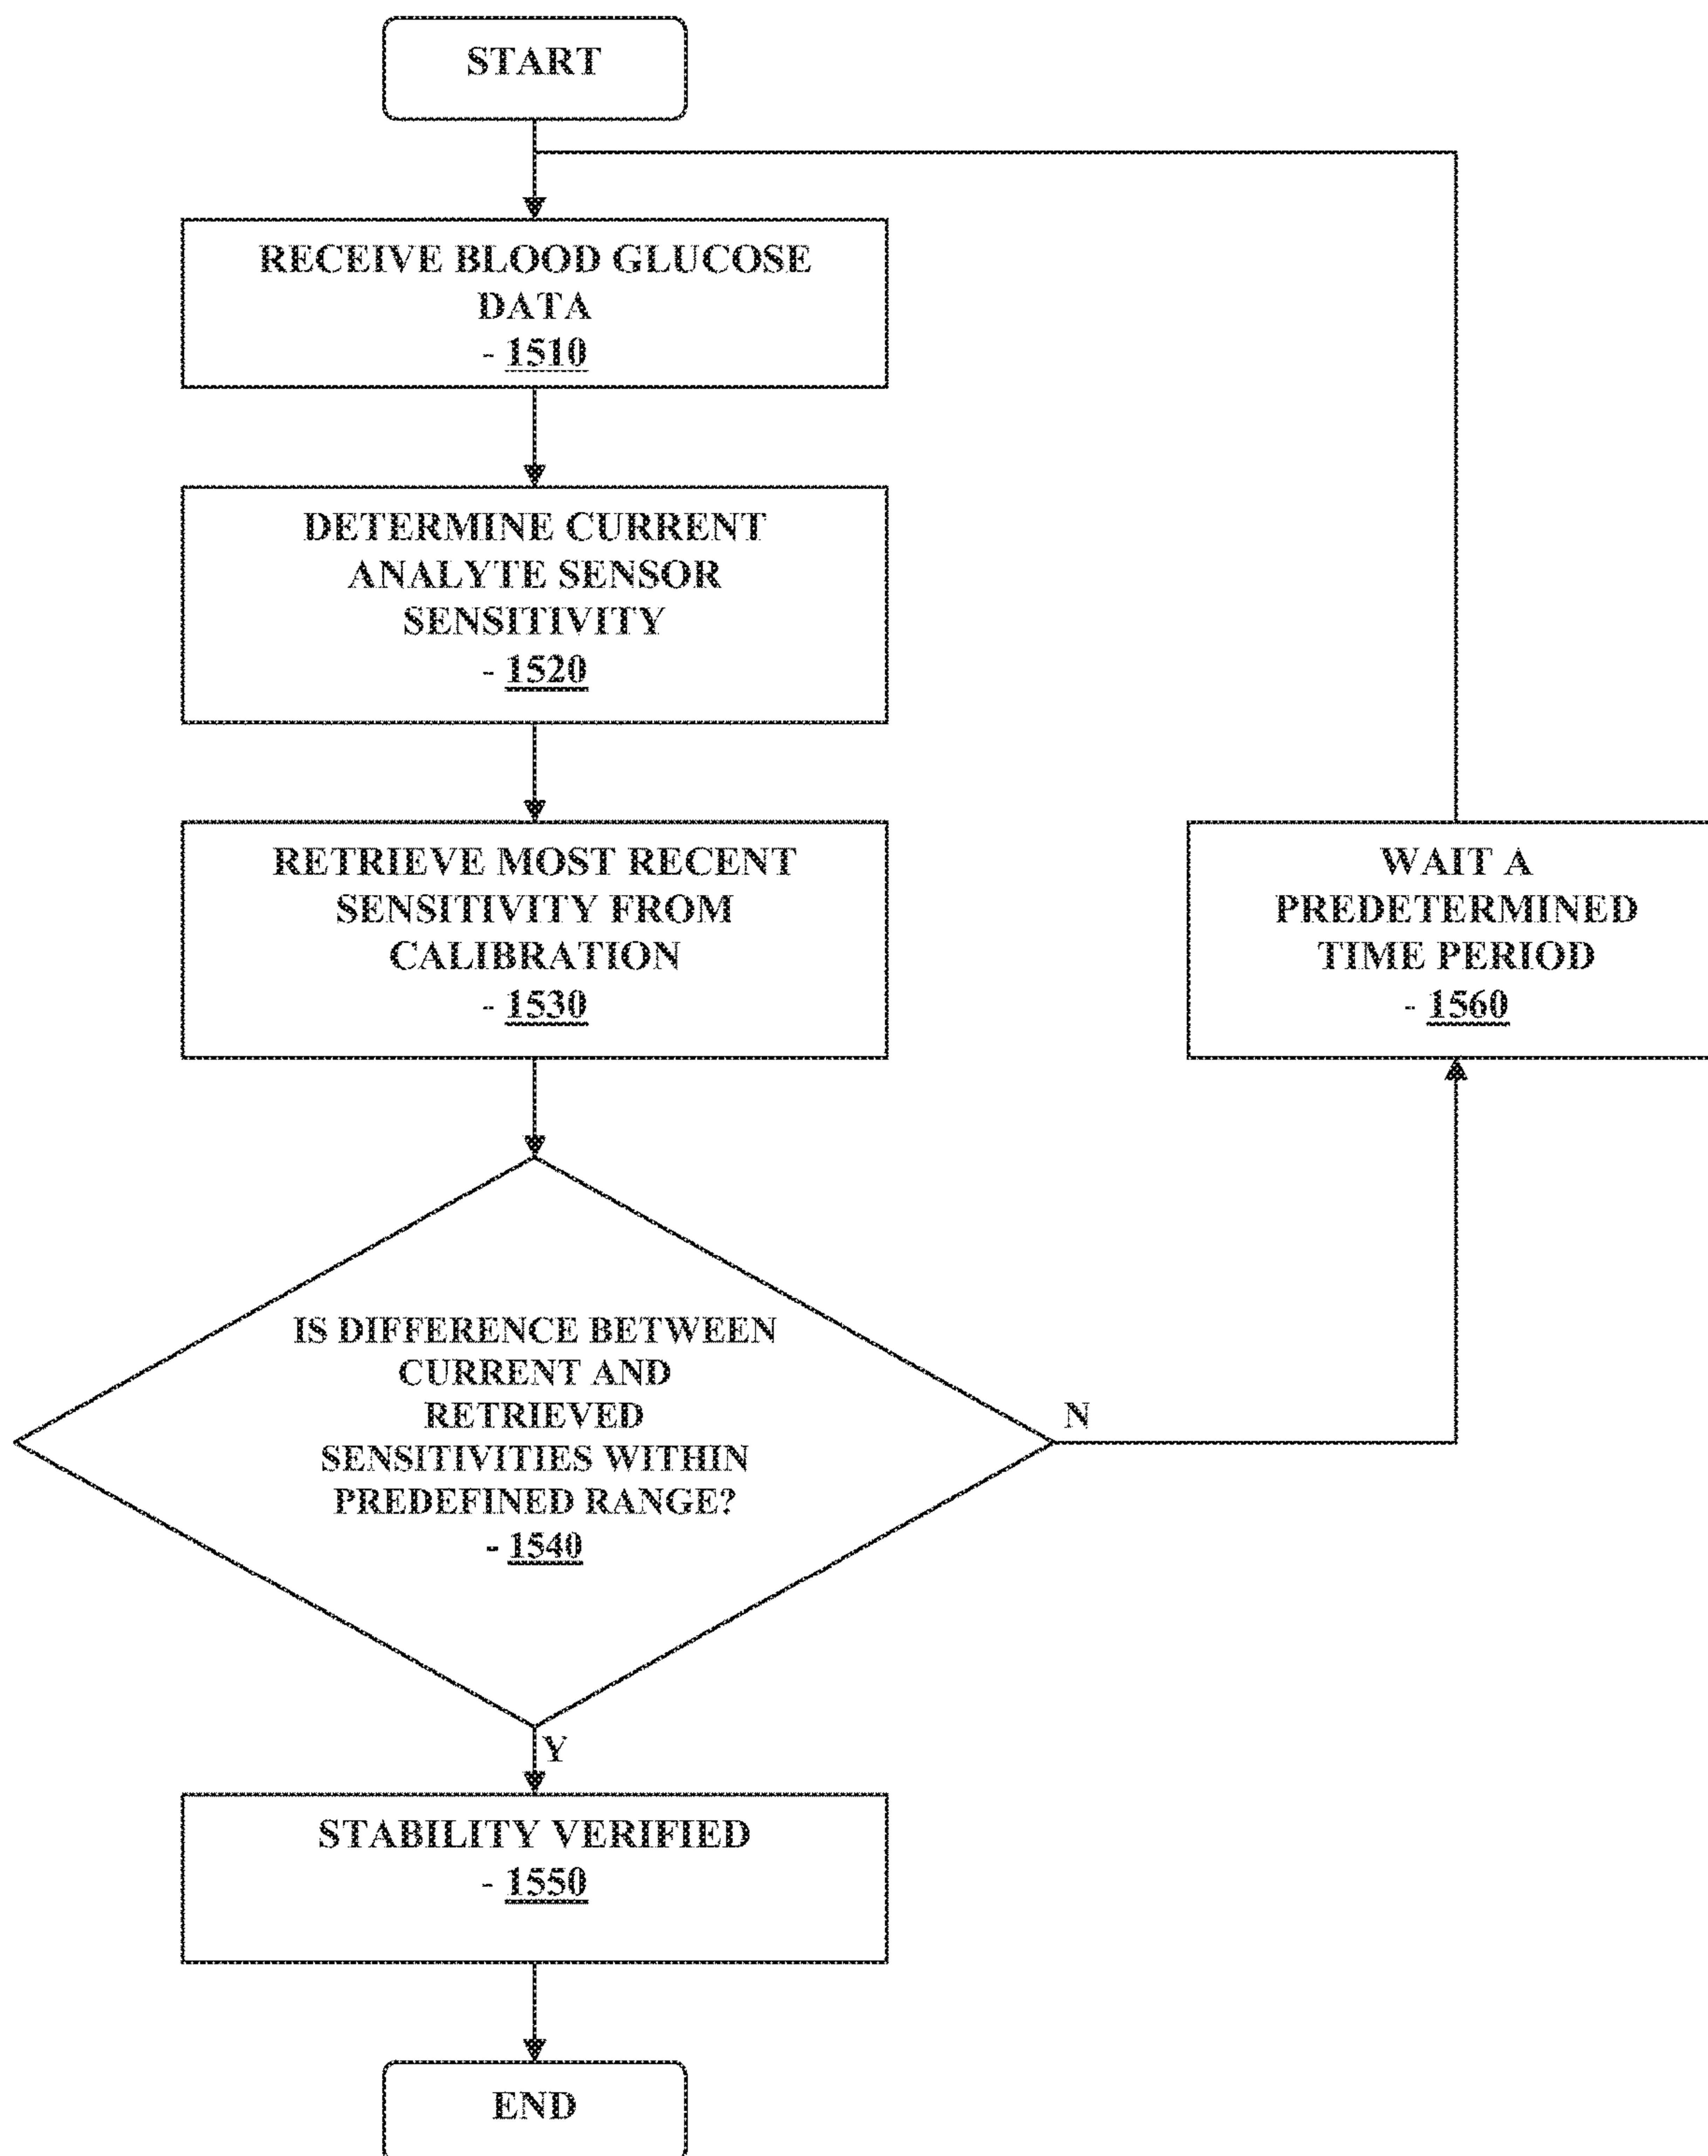 START
RECEIVE BLOOD GLUCOSE
DATA
- 1510
DETERMINE CURRENT
ANALYTE SENSOR
SENSITIVITY
- 1520
RETRIEVE MOST RECENT
SENSITIVITY FROM
CALIBRATION
- 1530
WAIT A
PREDETERMINED
TIME PERIOD
- 1560
IS DIFFERENCE BETWEEN
CURRENT AND
RETRIEVED
SENSITIVITIES WITHIN
PREDEFINED RANGE?
- 1540
N
Y
STABILITY VERIFIED
- 1550
END